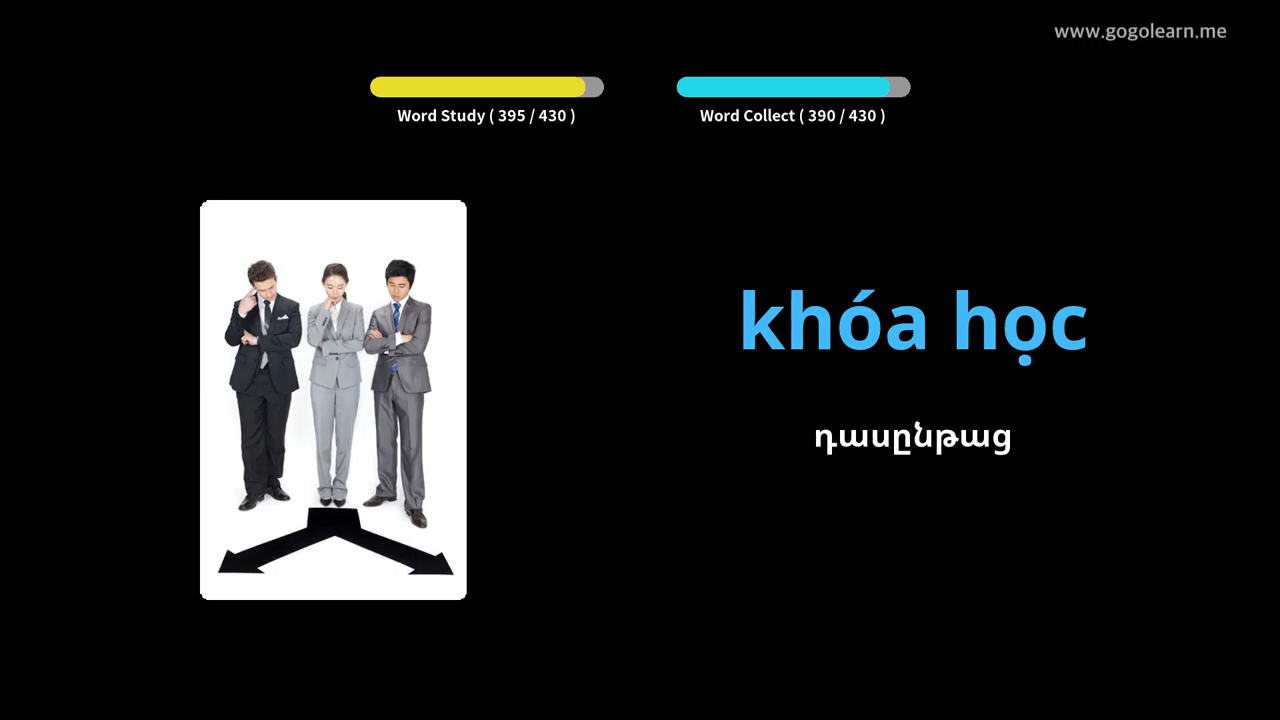 www.gogolearn.me
Word Study ( 395 / 430 )
Word Collect ( 390 / 430 )
khóa học
դասընթաց